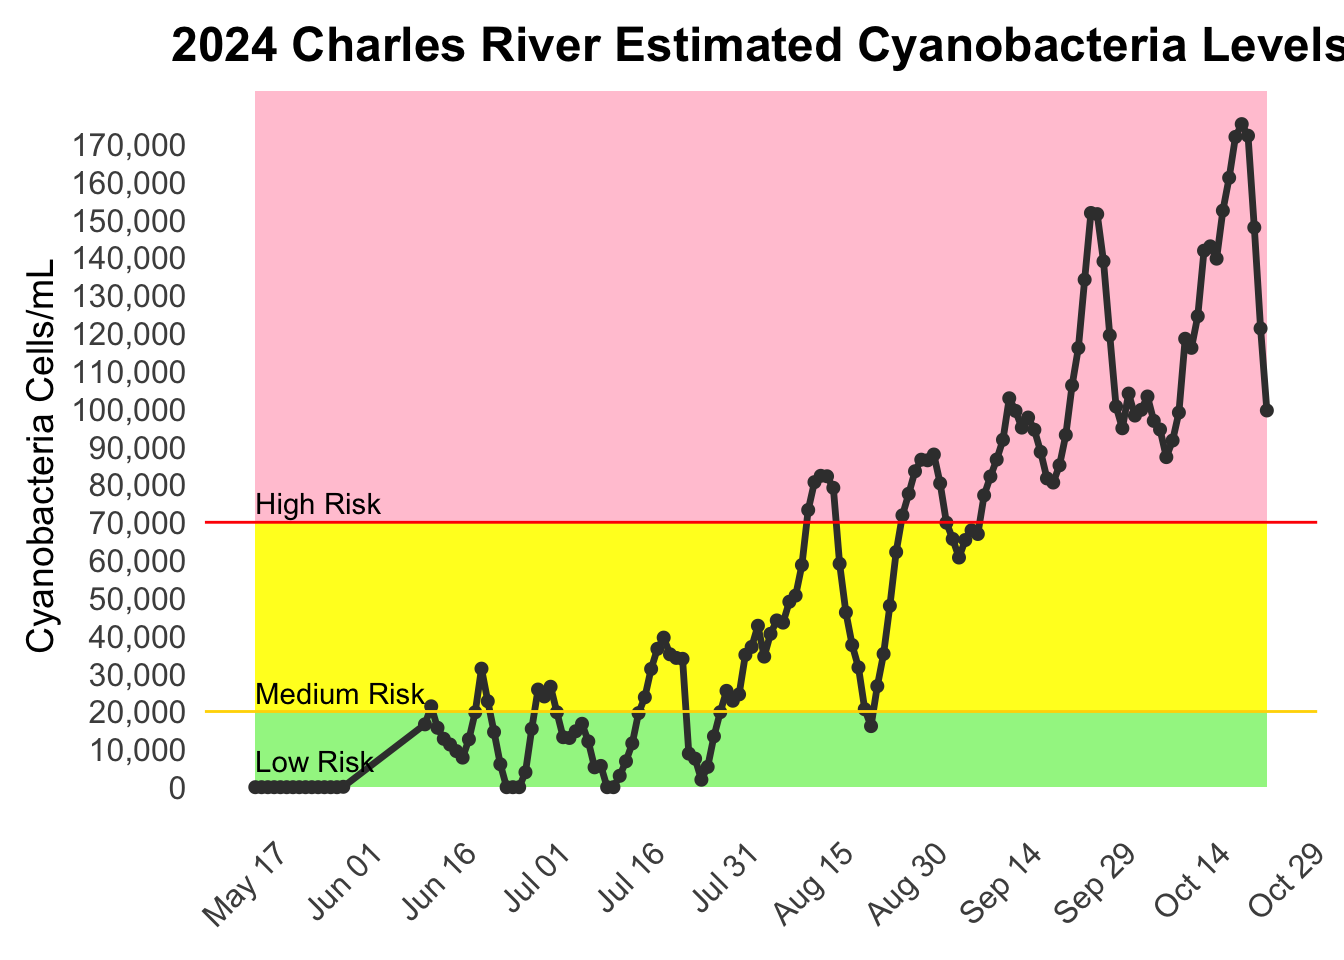 2024 Charles River Estimated Cyanobacteria Levels
Cyanobacteria Cells/mL
170,000
160,000
150,000
140,000
130,000
120,000
110,000
100,000
90,000
80,000
70,000
60,000
50,000
40,000
30,000
20,000
10,000
0
High Risk
Medium Risk
Low Risk
May 17
Jun 01
Jun 16
Jul 01
Jul 16
Jul 31
Aug 15
Aug 30
Sep 14
Sep 29
Oct 14
Oct 29